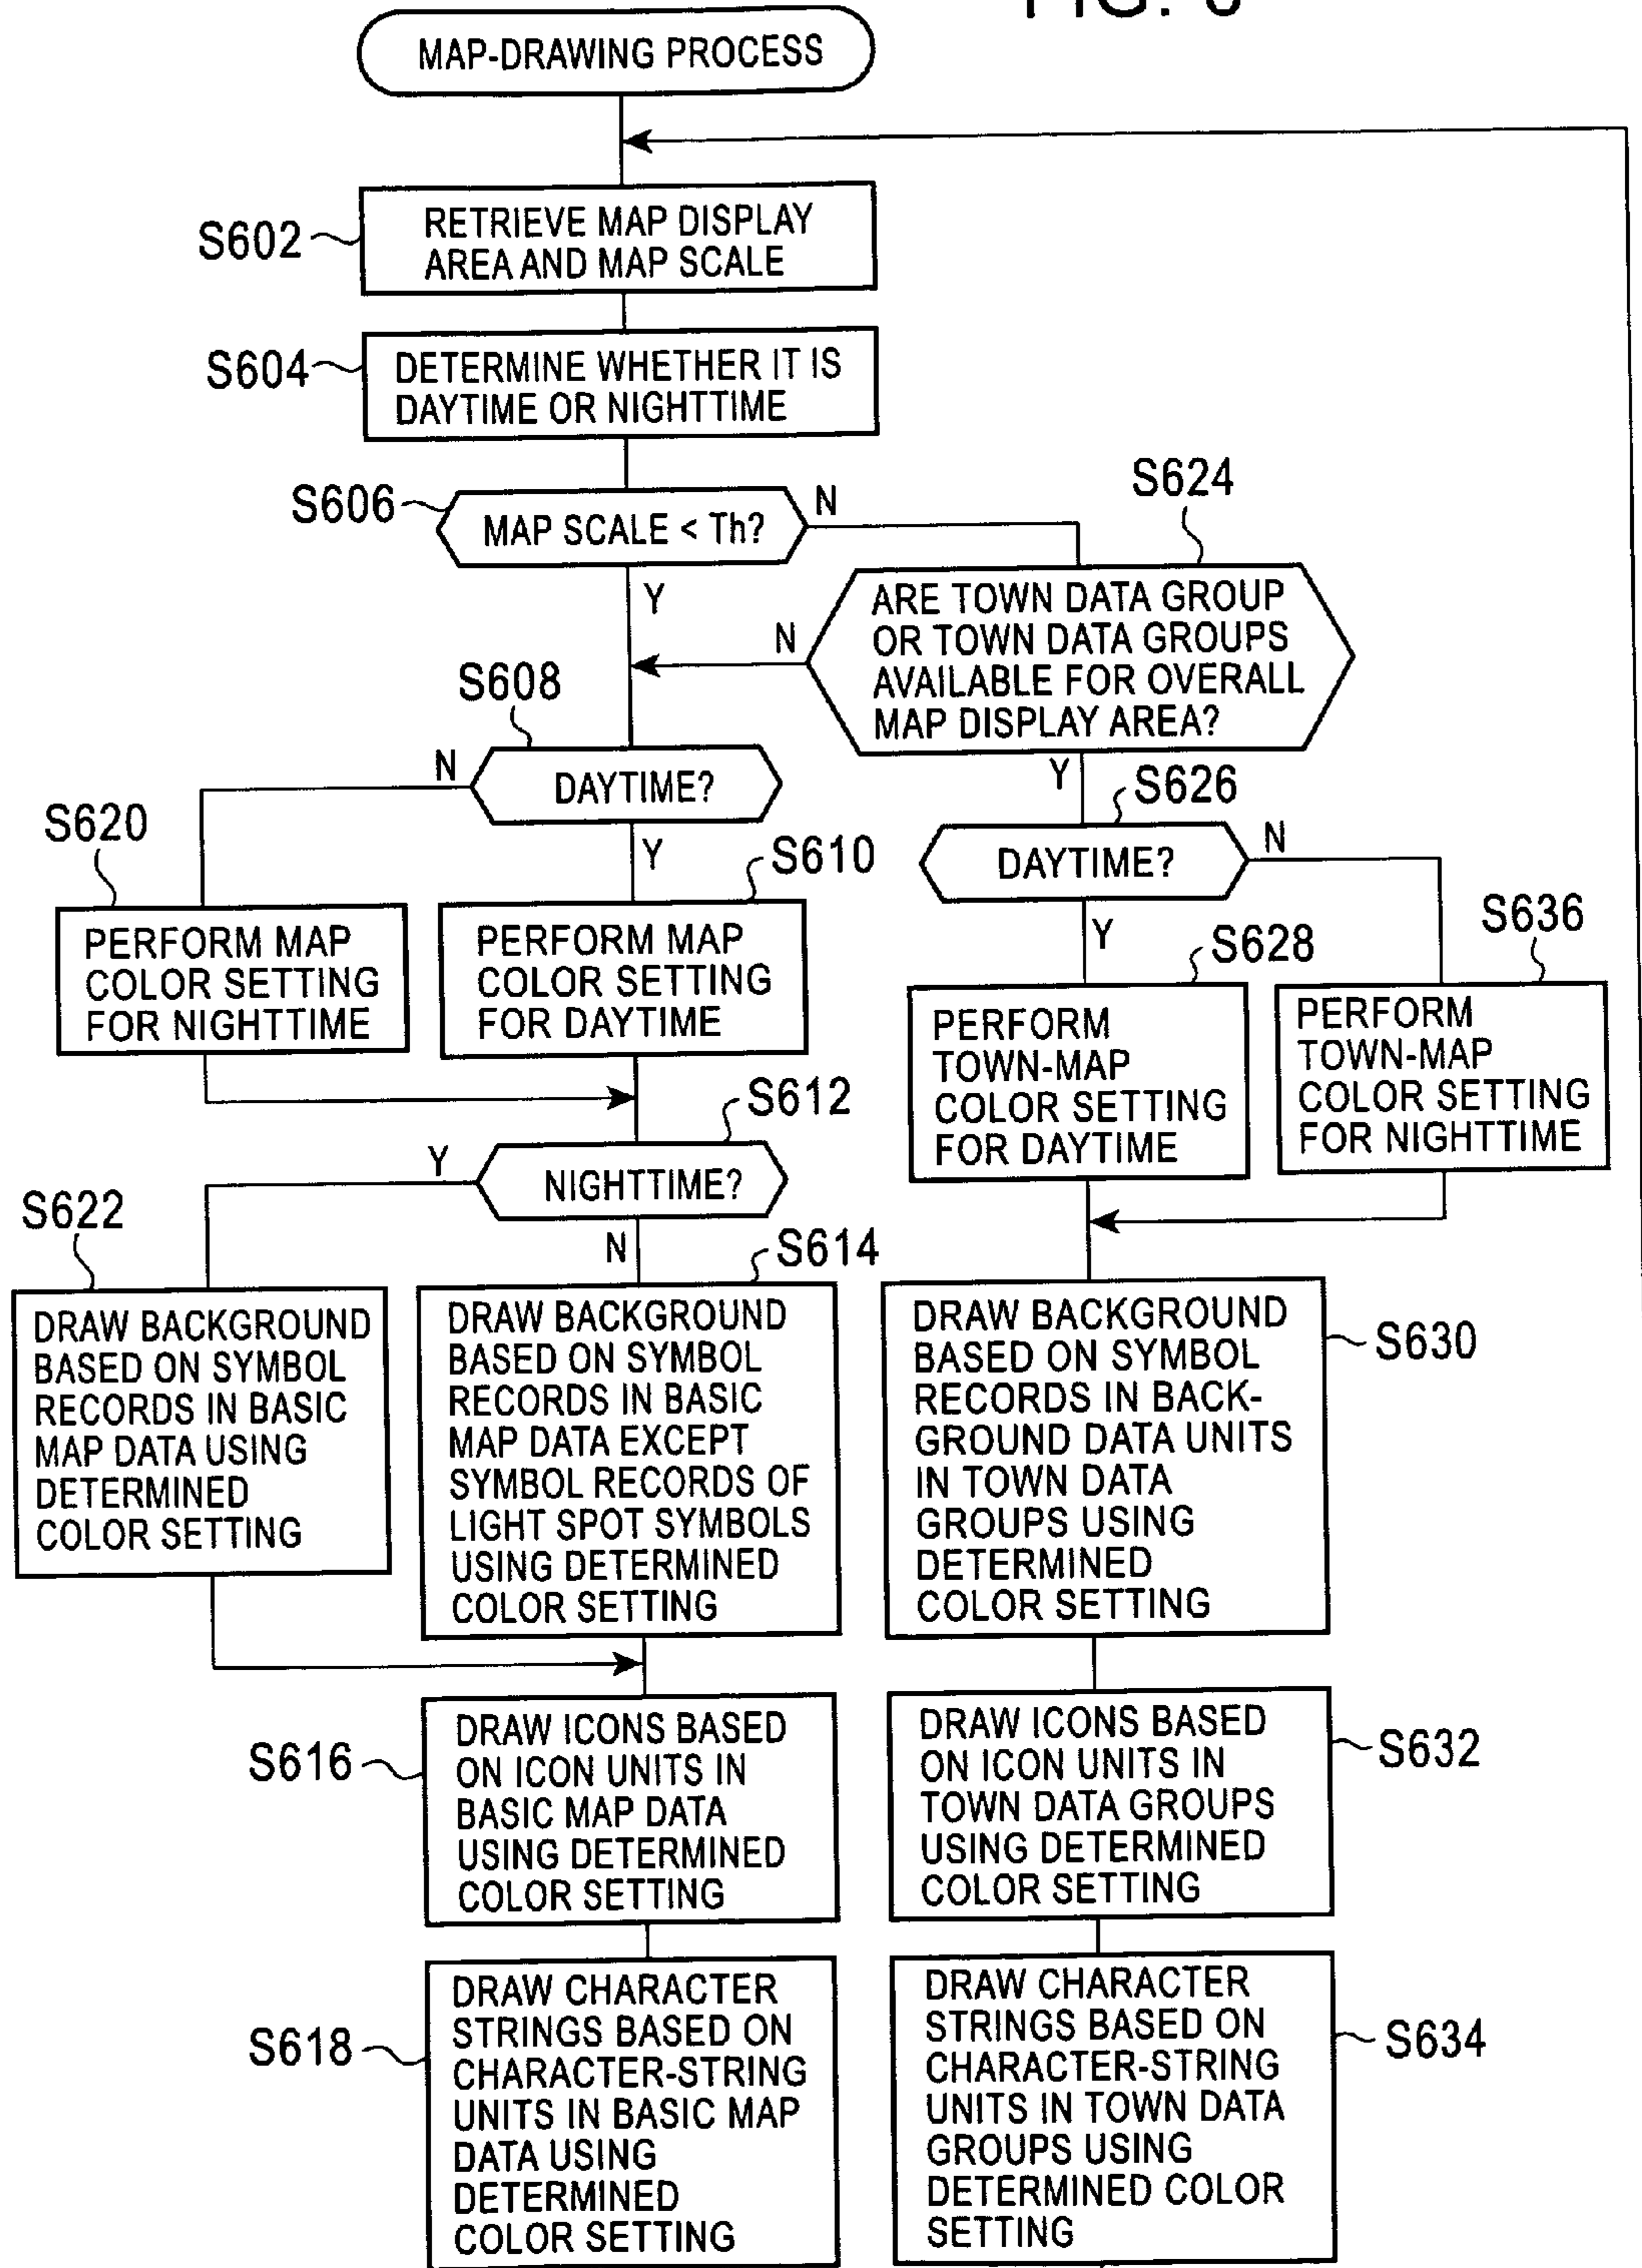 MAP-DRAWING PROCESS
S602
RETRIEVE MAP DISPLAY
AREA AND MAP SCALE
S604
DETERMINE WHETHER IT IS
DAYTIME OR NIGHTTIME
S606
MAP SCALE < Th?
N
Y
S624
ARE TOWN DATA GROUP
OR TOWN DATA GROUPS
AVAILABLE FOR OVERALL
MAP DISPLAY AREA?
N
Y
S608
DAYTIME?
N
Y
S626
DAYTIME?
N
Y
S620
PERFORM MAP
COLOR SETTING
FOR NIGHTTIME
S610
PERFORM MAP
COLOR SETTING
FOR DAYTIME
S628
PERFORM
TOWN-MAP
COLOR SETTING
FOR DAYTIME
S636
PERFORM
TOWN-MAP
COLOR SETTING
FOR NIGHTTIME
S612
NIGHTTIME?
Y
N
S622
DRAW BACKGROUND
BASED ON SYMBOL
RECORDS IN BASIC
MAP DATA USING
DETERMINED
COLOR SETTING
S614
DRAW BACKGROUND
BASED ON SYMBOL
RECORDS IN BASIC
MAP DATA EXCEPT
SYMBOL RECORDS OF
LIGHT SPOT SYMBOLS
USING DETERMINED
COLOR SETTING
S630
DRAW BACKGROUND
BASED ON SYMBOL
RECORDS IN BACK-
GROUND DATA UNITS
IN TOWN DATA
GROUPS USING
DETERMINED
COLOR SETTING
S616
DRAW ICONS BASED
ON ICON UNITS IN
BASIC MAP DATA
USING DETERMINED
COLOR SETTING
S632
DRAW ICONS BASED
ON ICON UNITS IN
TOWN DATA GROUPS
USING DETERMINED
COLOR SETTING
S618
DRAW CHARACTER
STRINGS BASED ON
CHARACTER-STRING
UNITS IN BASIC MAP
DATA USING
DETERMINED
COLOR SETTING
S634
DRAW CHARACTER
STRINGS BASED ON
CHARACTER-STRING
UNITS IN TOWN DATA
GROUPS USING
DETERMINED COLOR
SETTING